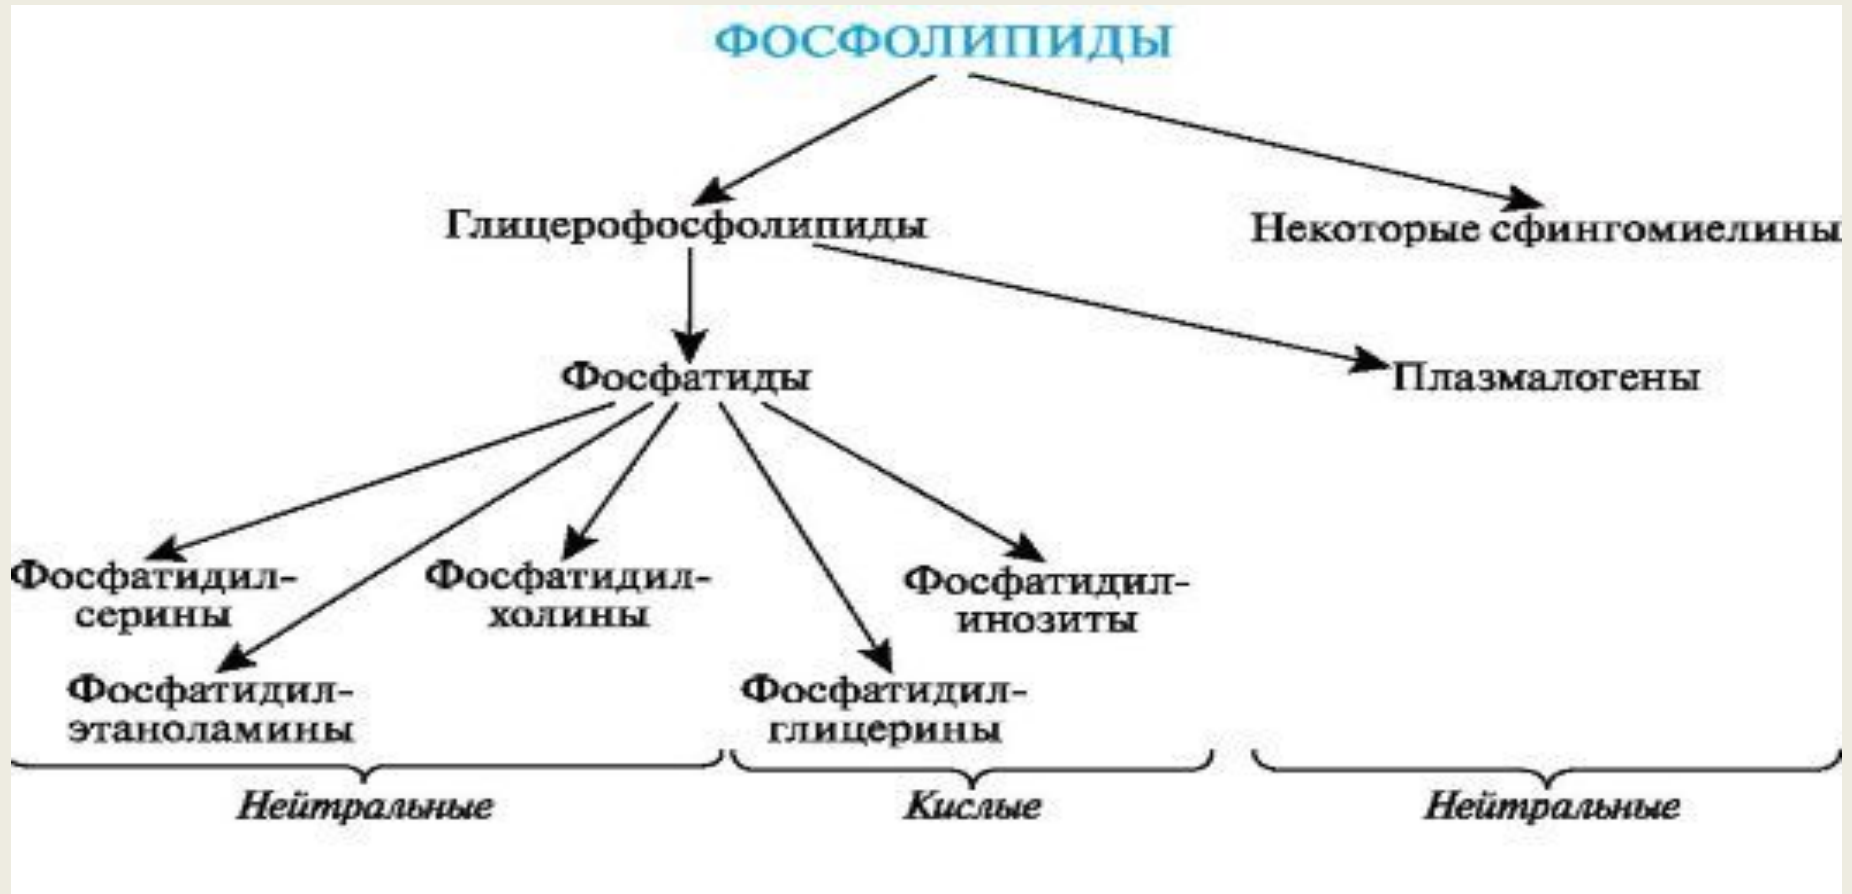 ФОСФОЛИПИДЫ
Глицерофосфолипиды
Некоторые сфингомиелины
Фосфатиды
Плазмалогены
Фосфатидил-
серины
Фосфатидил-
холины
Фосфатидил-
инозиты
Фосфатидил-
этаноламины
Фосфатидил-
глицерины
Нейтральные
Кислые
Нейтральные